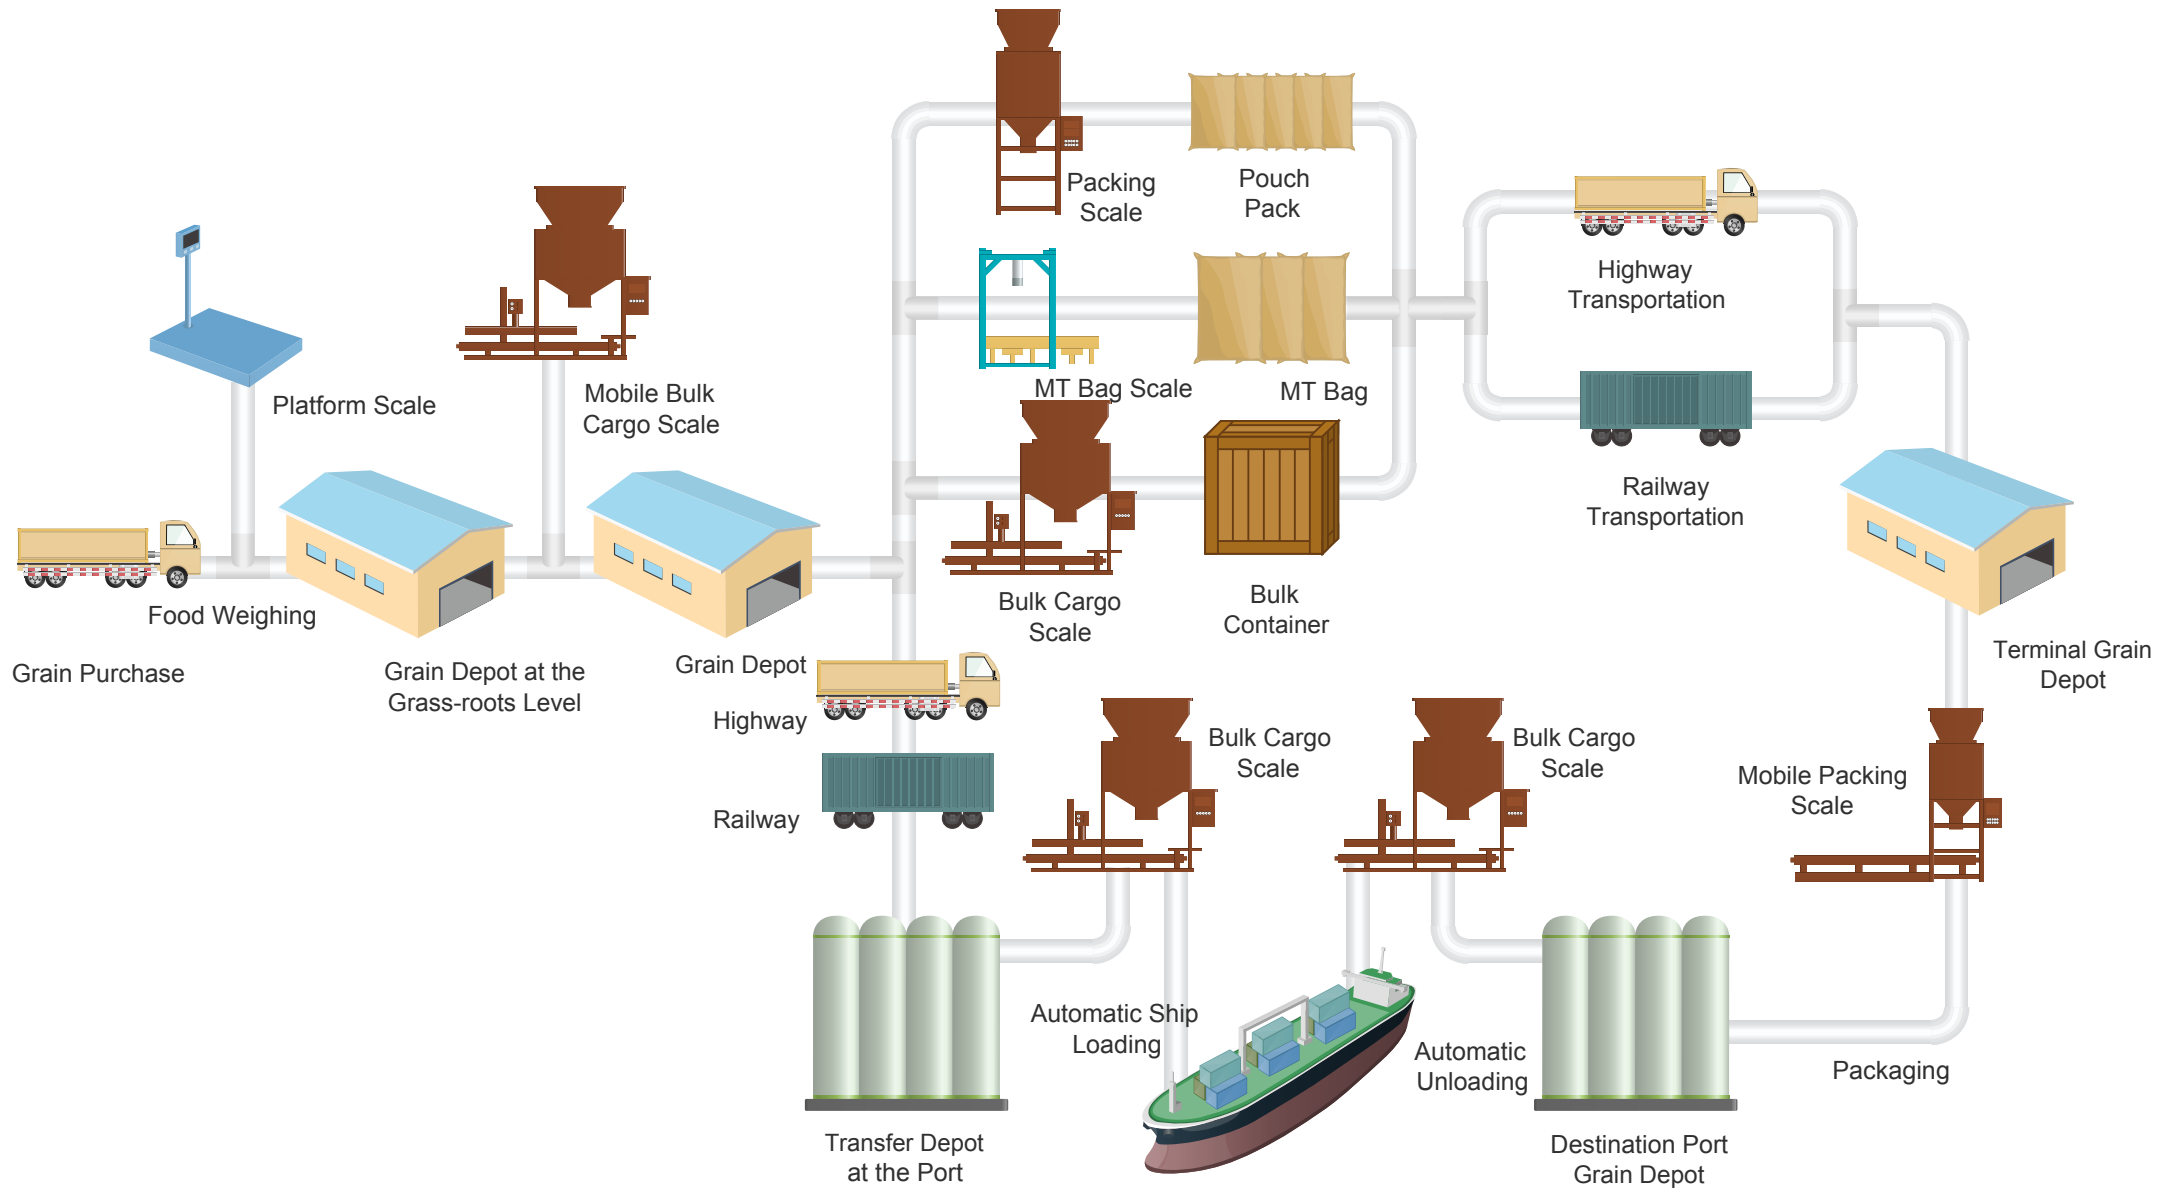 Packing
Scale
Pouch
Pack
Highway
Transportation
Platform Scale
Mobile Bulk
Cargo Scale
MT Bag Scale
MT Bag
Railway
Transportation
Food Weighing
Grain Purchase
Grain Depot at the
Grass-roots Level
Grain Depot
Highway
Railway
Bulk Cargo
Scale
Bulk
Container
Terminal Grain
Depot
Bulk Cargo
Scale
Bulk Cargo
Scale
Mobile Packing
Scale
Automatic Ship
Loading
Automatic
Unloading
Packaging
Transfer Depot
at the Port
Destination Port
Grain Depot